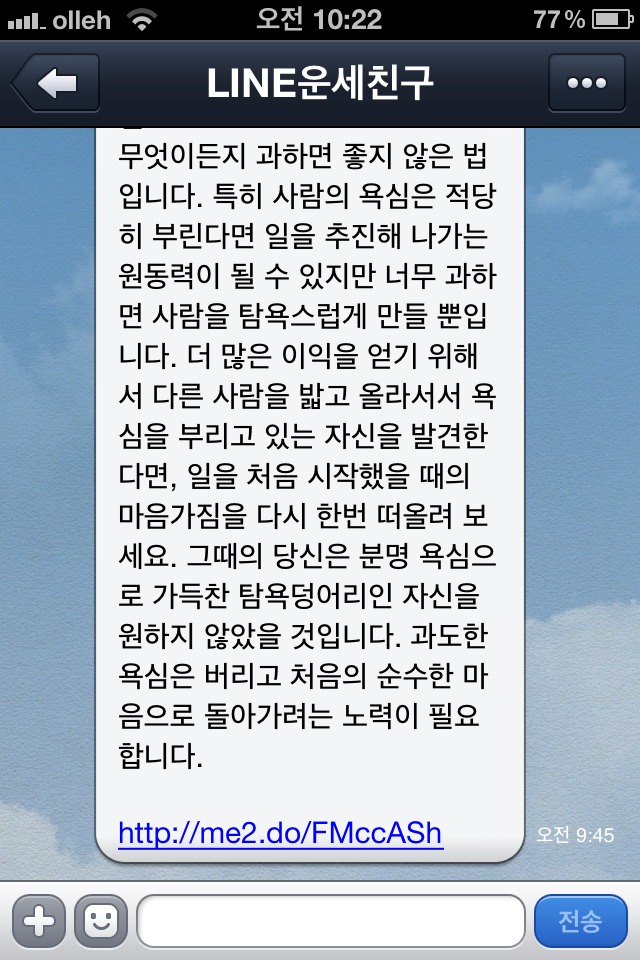 olleh 오전 10:22 77%
LINE운세친구
무엇이든지 과하면 좋지 않은 법
입니다. 특히 사람의 욕심은 적당
히 부린다면 일을 추진해 나가는
원동력이 될 수 있지만 너무 과하
면 사람을 탐욕스럽게 만들 뿐입
니다. 더 많은 이익을 얻기 위해
서 다른 사람을 밟고 올라서서 욕
심을 부리고 있는 자신을 발견한
다면, 일을 처음 시작했을 때의
마음가짐을 다시 한번 떠올려 보
세요. 그때의 당신은 분명 욕심으
로 가득찬 탐욕덩어리인 자신을
원하지 않았을 것입니다. 과도한
욕심은 버리고 처음의 순수한 마
음으로 돌아가려는 노력이 필요
합니다.
http://me2.do/FMccASh
오전 9:45
전송